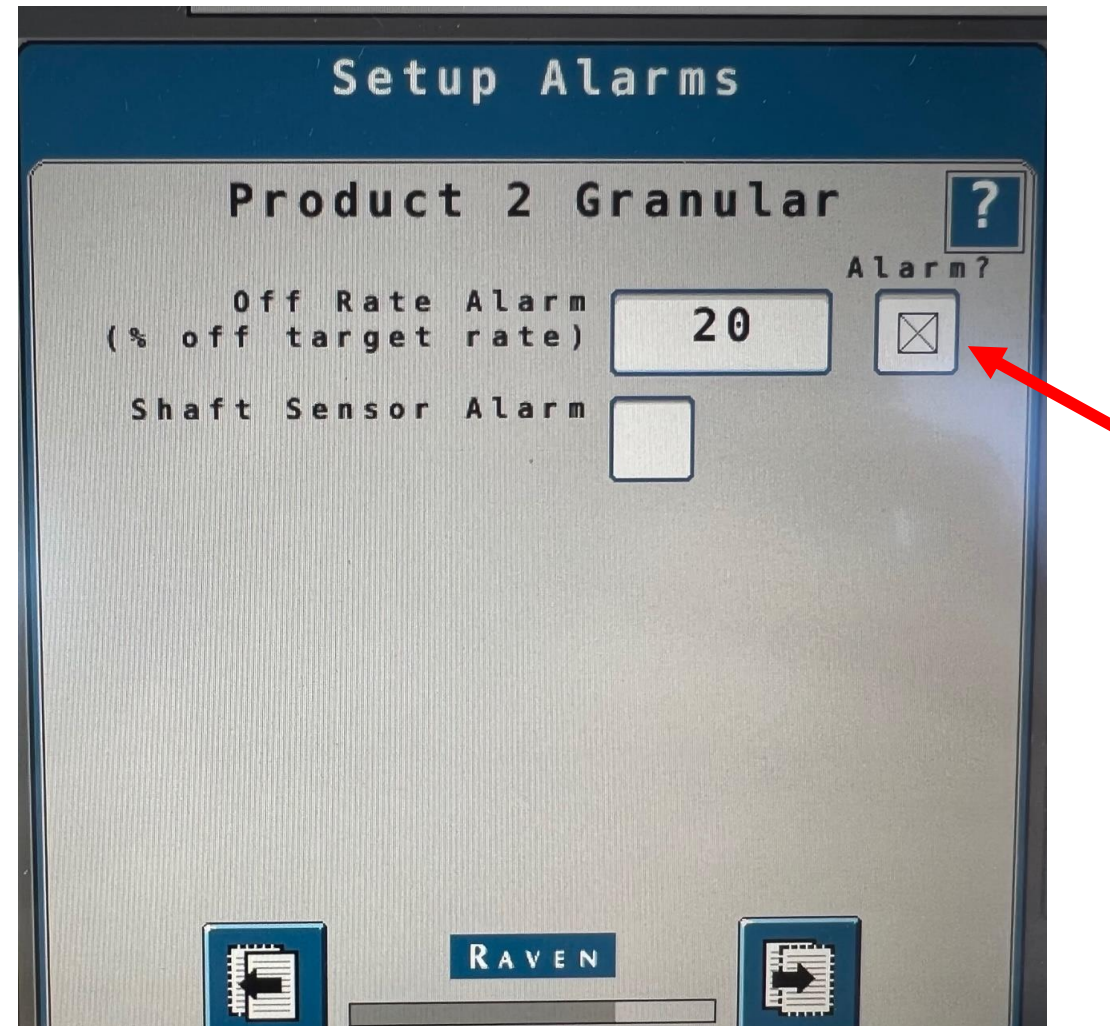 Setup Alarms
Product 2 Granular
?
Alarm?
Off Rate Alarm
(% off target rate)
20
Shaft Sensor Alarm
RAVEN